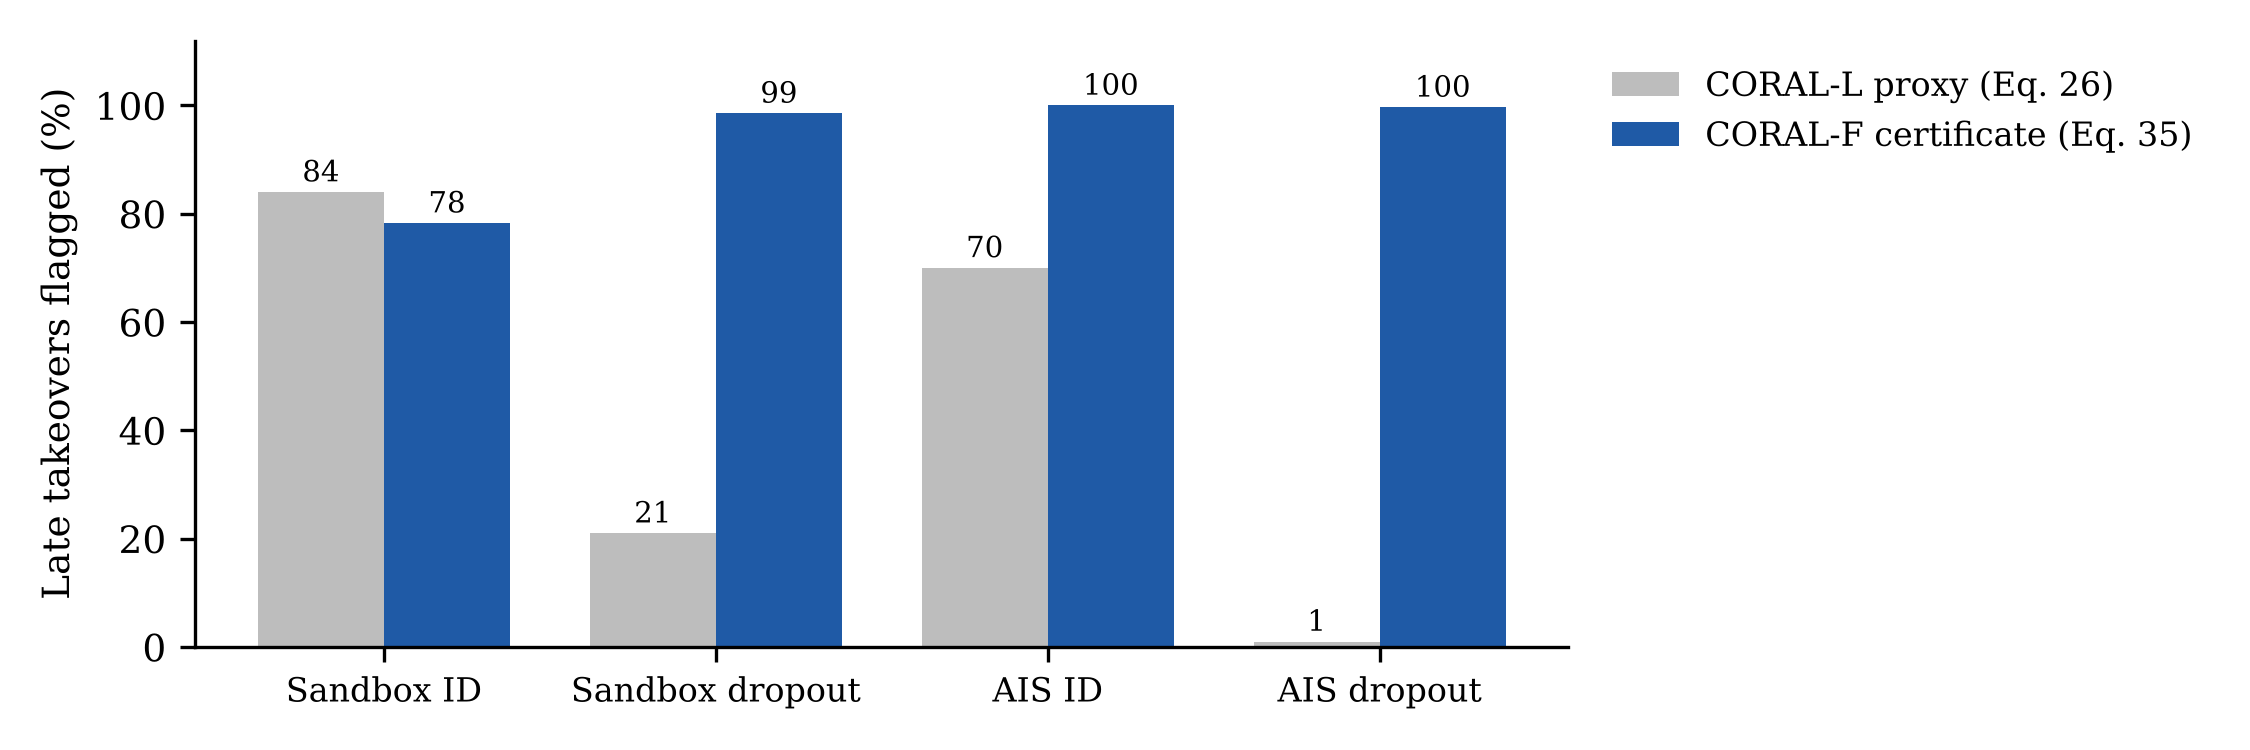 Late takeovers flagged (%)
100
80
60
40
20
0
84
78
21
99
70
100
1
100
Sandbox ID
Sandbox dropout
AIS ID
AIS dropout
CORAL-L proxy (Eq. 26)
CORAL-F certificate (Eq. 35)